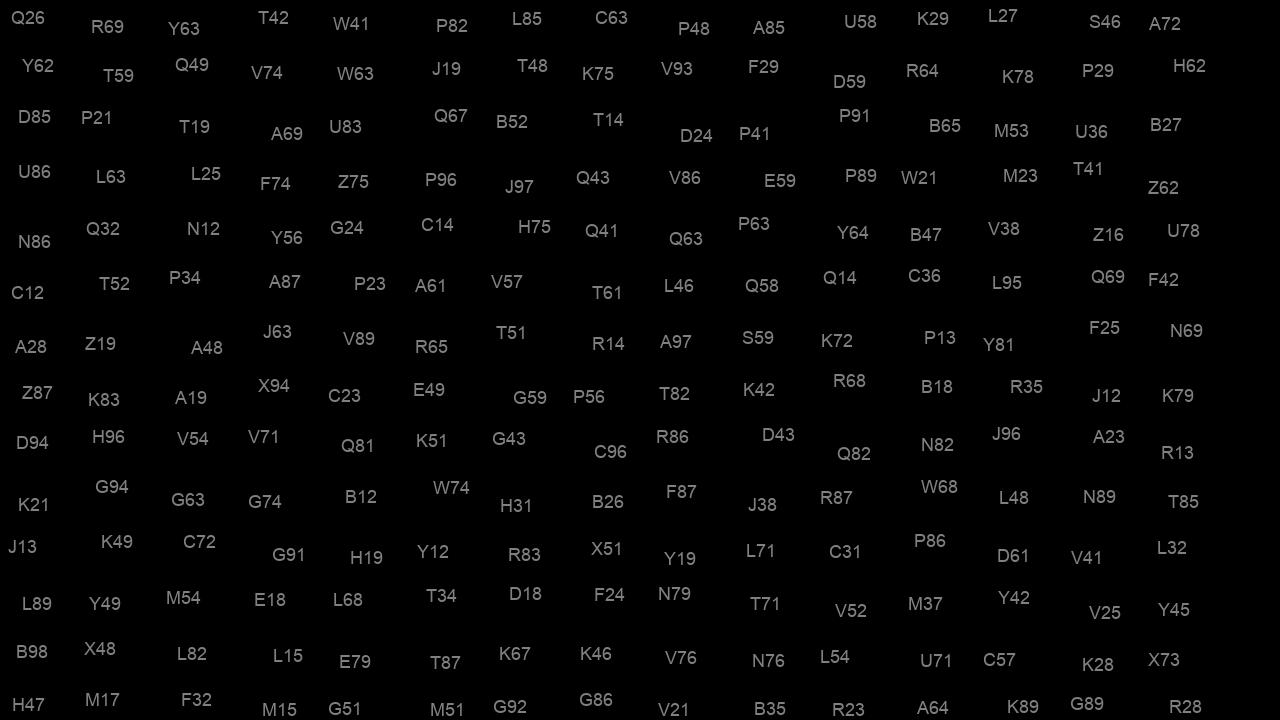 Q26 R69 Y63 T42 W41 P82 L85 C63 P48 A85 U58 K29 L27 S46 A72
Y62 T59 Q49 V74 W63 J19 T48 K75 V93 F29 D59 R64 K78 P29 H62
D85 P21 T19 A69 U83 Q67 B52 T14 D24 P41 P91 B65 M53 U36 B27
U86 L63 L25 F74 Z75 P96 J97 Q43 V86 E59 P89 W21 M23 T41 Z62
N86 Q32 N12 Y56 G24 C14 H75 Q41 Q63 P63 Y64 B47 V38 Z16 U78
C12 T52 P34 A87 P23 A61 V57 T61 L46 Q58 Q14 C36 L95 Q69 F42
A28 Z19 A48 J63 V89 R65 T51 R14 A97 S59 K72 P13 Y81 F25 N69
Z87 K83 A19 X94 C23 E49 G59 P56 T82 K42 R68 B18 R35 J12 K79
D94 H96 V54 V71 Q81 K51 G43 C96 R86 D43 Q82 N82 J96 A23 R13
K21 G94 G63 G74 B12 W74 H31 B26 F87 J38 R87 W68 L48 N89 T85
J13 K49 C72 G91 H19 Y12 R83 X51 Y19 L71 C31 P86 D61 V41 L32
L89 Y49 M54 E18 L68 T34 D18 F24 N79 T71 V52 M37 Y42 V25 Y45
B98 X48 L82 L15 E79 T87 K67 K46 V76 N76 L54 U71 C57 K28 X73
H47 M17 F32 M15 G51 M51 G92 G86 V21 B35 R23 A64 K89 G89 R28